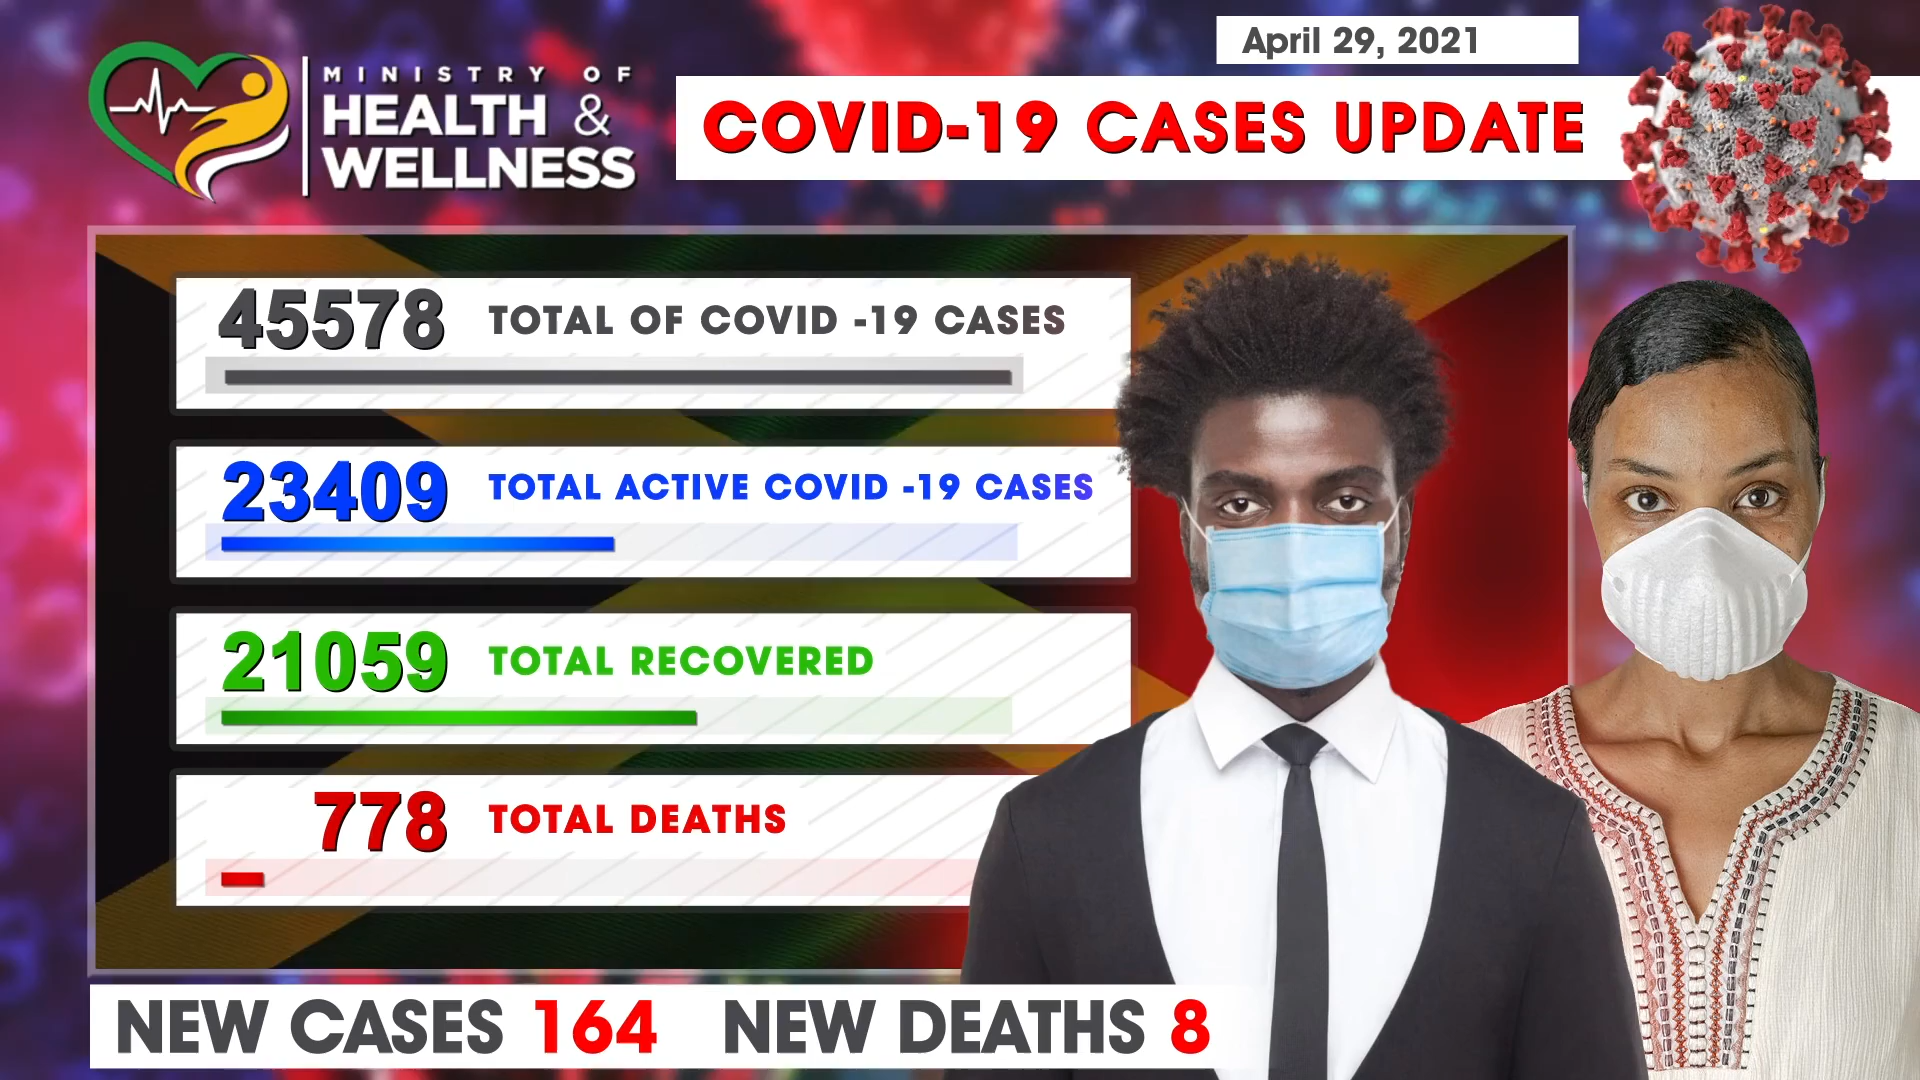 MINISTRY OF
HEALTH &
WELLNESS
April 29, 2021
COVID-19 CASES UPDATE
45578 TOTAL OF COVID -19 CASES
23409 TOTAL ACTIVE COVID -19 CASES
21059 TOTAL RECOVERED
778 TOTAL DEATHS
NEW CASES 164 NEW DEATHS 8